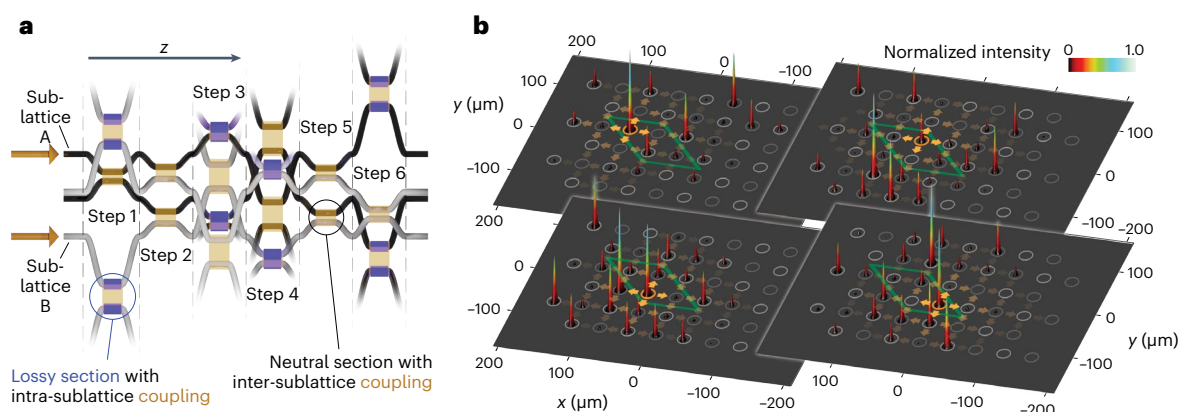 a
z
Sub-
lattice
A
Step 3
Step 5
Step 1
Step 6
Step 2
Sub-
lattice
B
Step 4
Lossy section with
intra-sublattice coupling
Neutral section with
inter-sublattice coupling
b
Normalized intensity
0
1.0
200
100
0
−100
100
y (μm)
0
−100
200
100
0
−100
−200
0
−100
200
100
0
−100
−200
x (μm)
100
0
−100
y (μm)
100
0
−100
−200